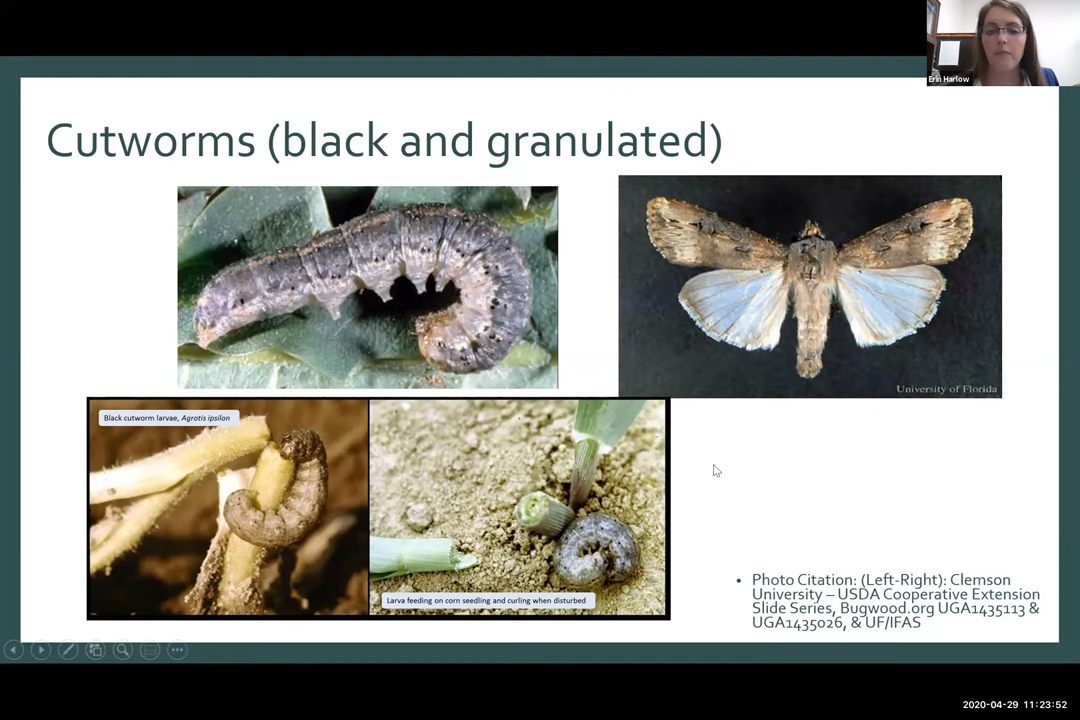 Erin Harlow
Cutworms (black and granulated)
University of Florida
Black cutworm larvae, Agrotis ipsilon
Larva feeding on corn seedling and curling when disturbed
• Photo Citation: (Left-Right): Clemson
University – USDA Cooperative Extension
Slide Series, Bugwood.org UGA1435113 &
UGA1435026, & UF/IFAS
2020-04-29 11:23:52